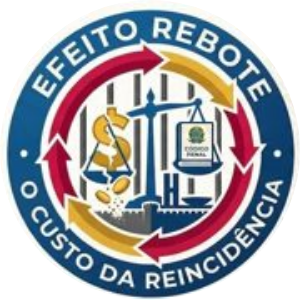 EFEITO REBOTE
CÓDIGO
PENAL
• O CUSTO DA REINCIDÊNCIA •